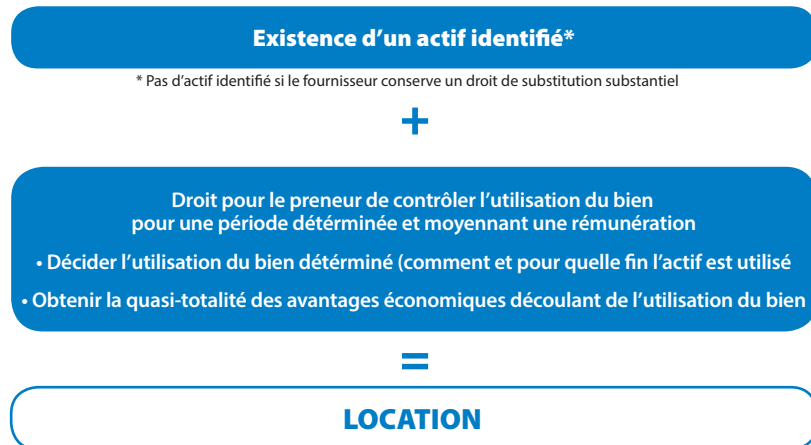 Existence d'un actif identifié*
* Pas d'actif identifié si le fournisseur conserve un droit de substitution substantiel
+
Droit pour le preneur de contrôler l'utilisation du bien
pour une période détérminée et moyennant une rémunération
• Décider l'utilisation du bien détérminé (comment et pour quelle fin l'actif est utilisé
• Obtenir la quasi-totalité des avantages économiques découlant de l'utilisation du bien
=
LOCATION